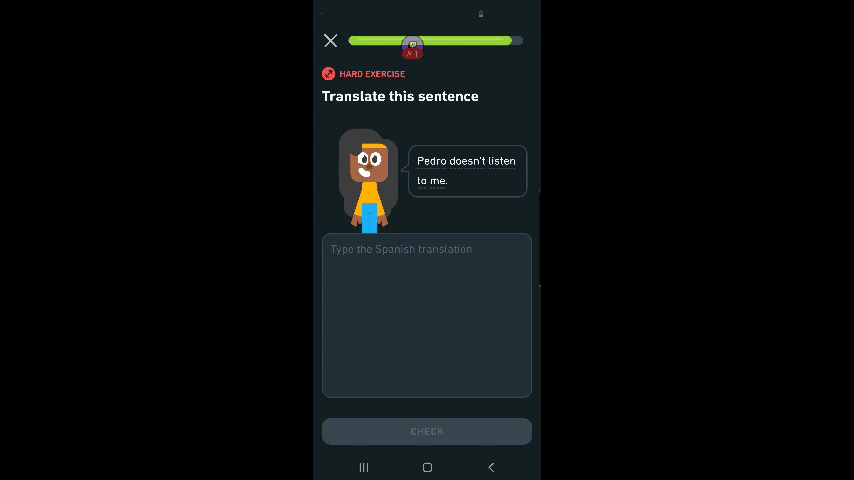 HARD EXERCISE
Translate this sentence
Pedro doesn't listen
to me.
Type the Spanish translation
CHECK